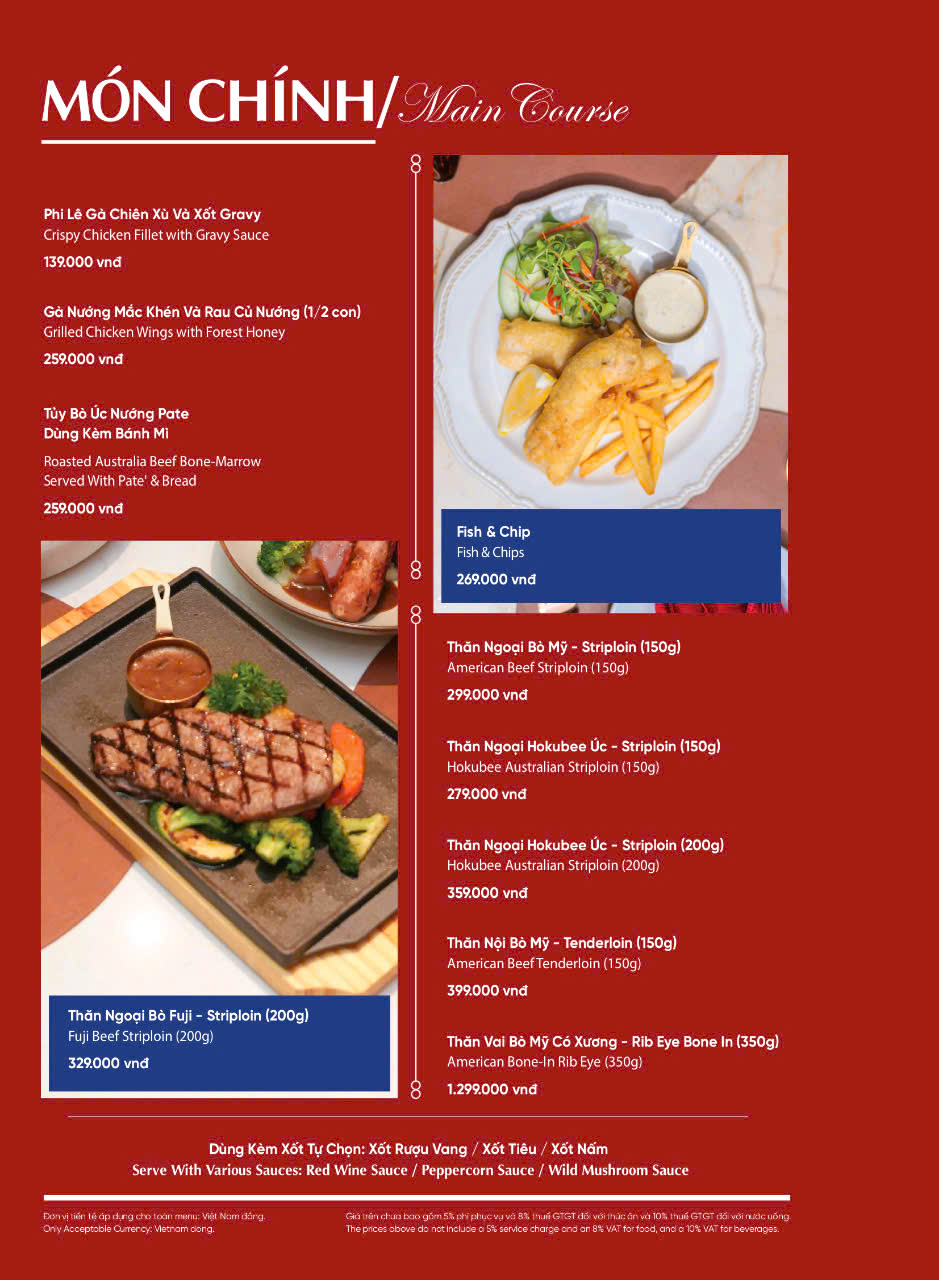 MÓN CHÍNH/Main Course
Phi Lê Gà Chiên Xù Và Xốt Gravy
Crispy Chicken Fillet with Gravy Sauce
139.000 vnđ
Gà Nướng Mắc Khén Và Rau Củ Nướng (1/2 con)
Grilled Chicken Wings with Forest Honey
259.000 vnđ
Tủy Bò Úc Nướng Pate
Dùng Kèm Bánh Mì
Roasted Australia Beef Bone-Marrow
Served With Pate' & Bread
259.000 vnđ
Fish & Chip
Fish & Chips
269.000 vnđ
Thăn Ngoại Bò Fuji - Striploin (200g)
Fuji Beef Striploin (200g)
329.000 vnđ
Thăn Ngoại Bò Mỹ - Striploin (150g)
American Beef Striploin (150g)
299.000 vnđ
Thăn Ngoại Hokubee Úc - Striploin (150g)
Hokubee Australian Striploin (150g)
279.000 vnđ
Thăn Ngoại Hokubee Úc - Striploin (200g)
Hokubee Australian Striploin (200g)
359.000 vnđ
Thăn Nội Bò Mỹ - Tenderloin (150g)
American Beef Tenderloin (150g)
399.000 vnđ
Thăn Vai Bò Mỹ Có Xương - Rib Eye Bone In (350g)
American Bone-In Rib Eye (350g)
1.299.000 vnđ
Dùng Kèm Xốt Tự Chọn: Xốt Rượu Vang / Xốt Tiêu / Xốt Nấm
Serve With Various Sauces: Red Wine Sauce / Peppercorn Sauce / Wild Mushroom Sauce
Đơn vị tiền tệ áp dụng cho toàn menu: Việt Nam đồng.
Only Acceptable Currency: Vietnam dong.
Giá trên chưa bao gồm 5% phí phục vụ và 8% thuế GTGT đối với thức ăn và 10% thuế GTGT đối với nước uống.
The prices above do not include a 5% service charge and an 8% VAT for food, and a 10% VAT for beverages.